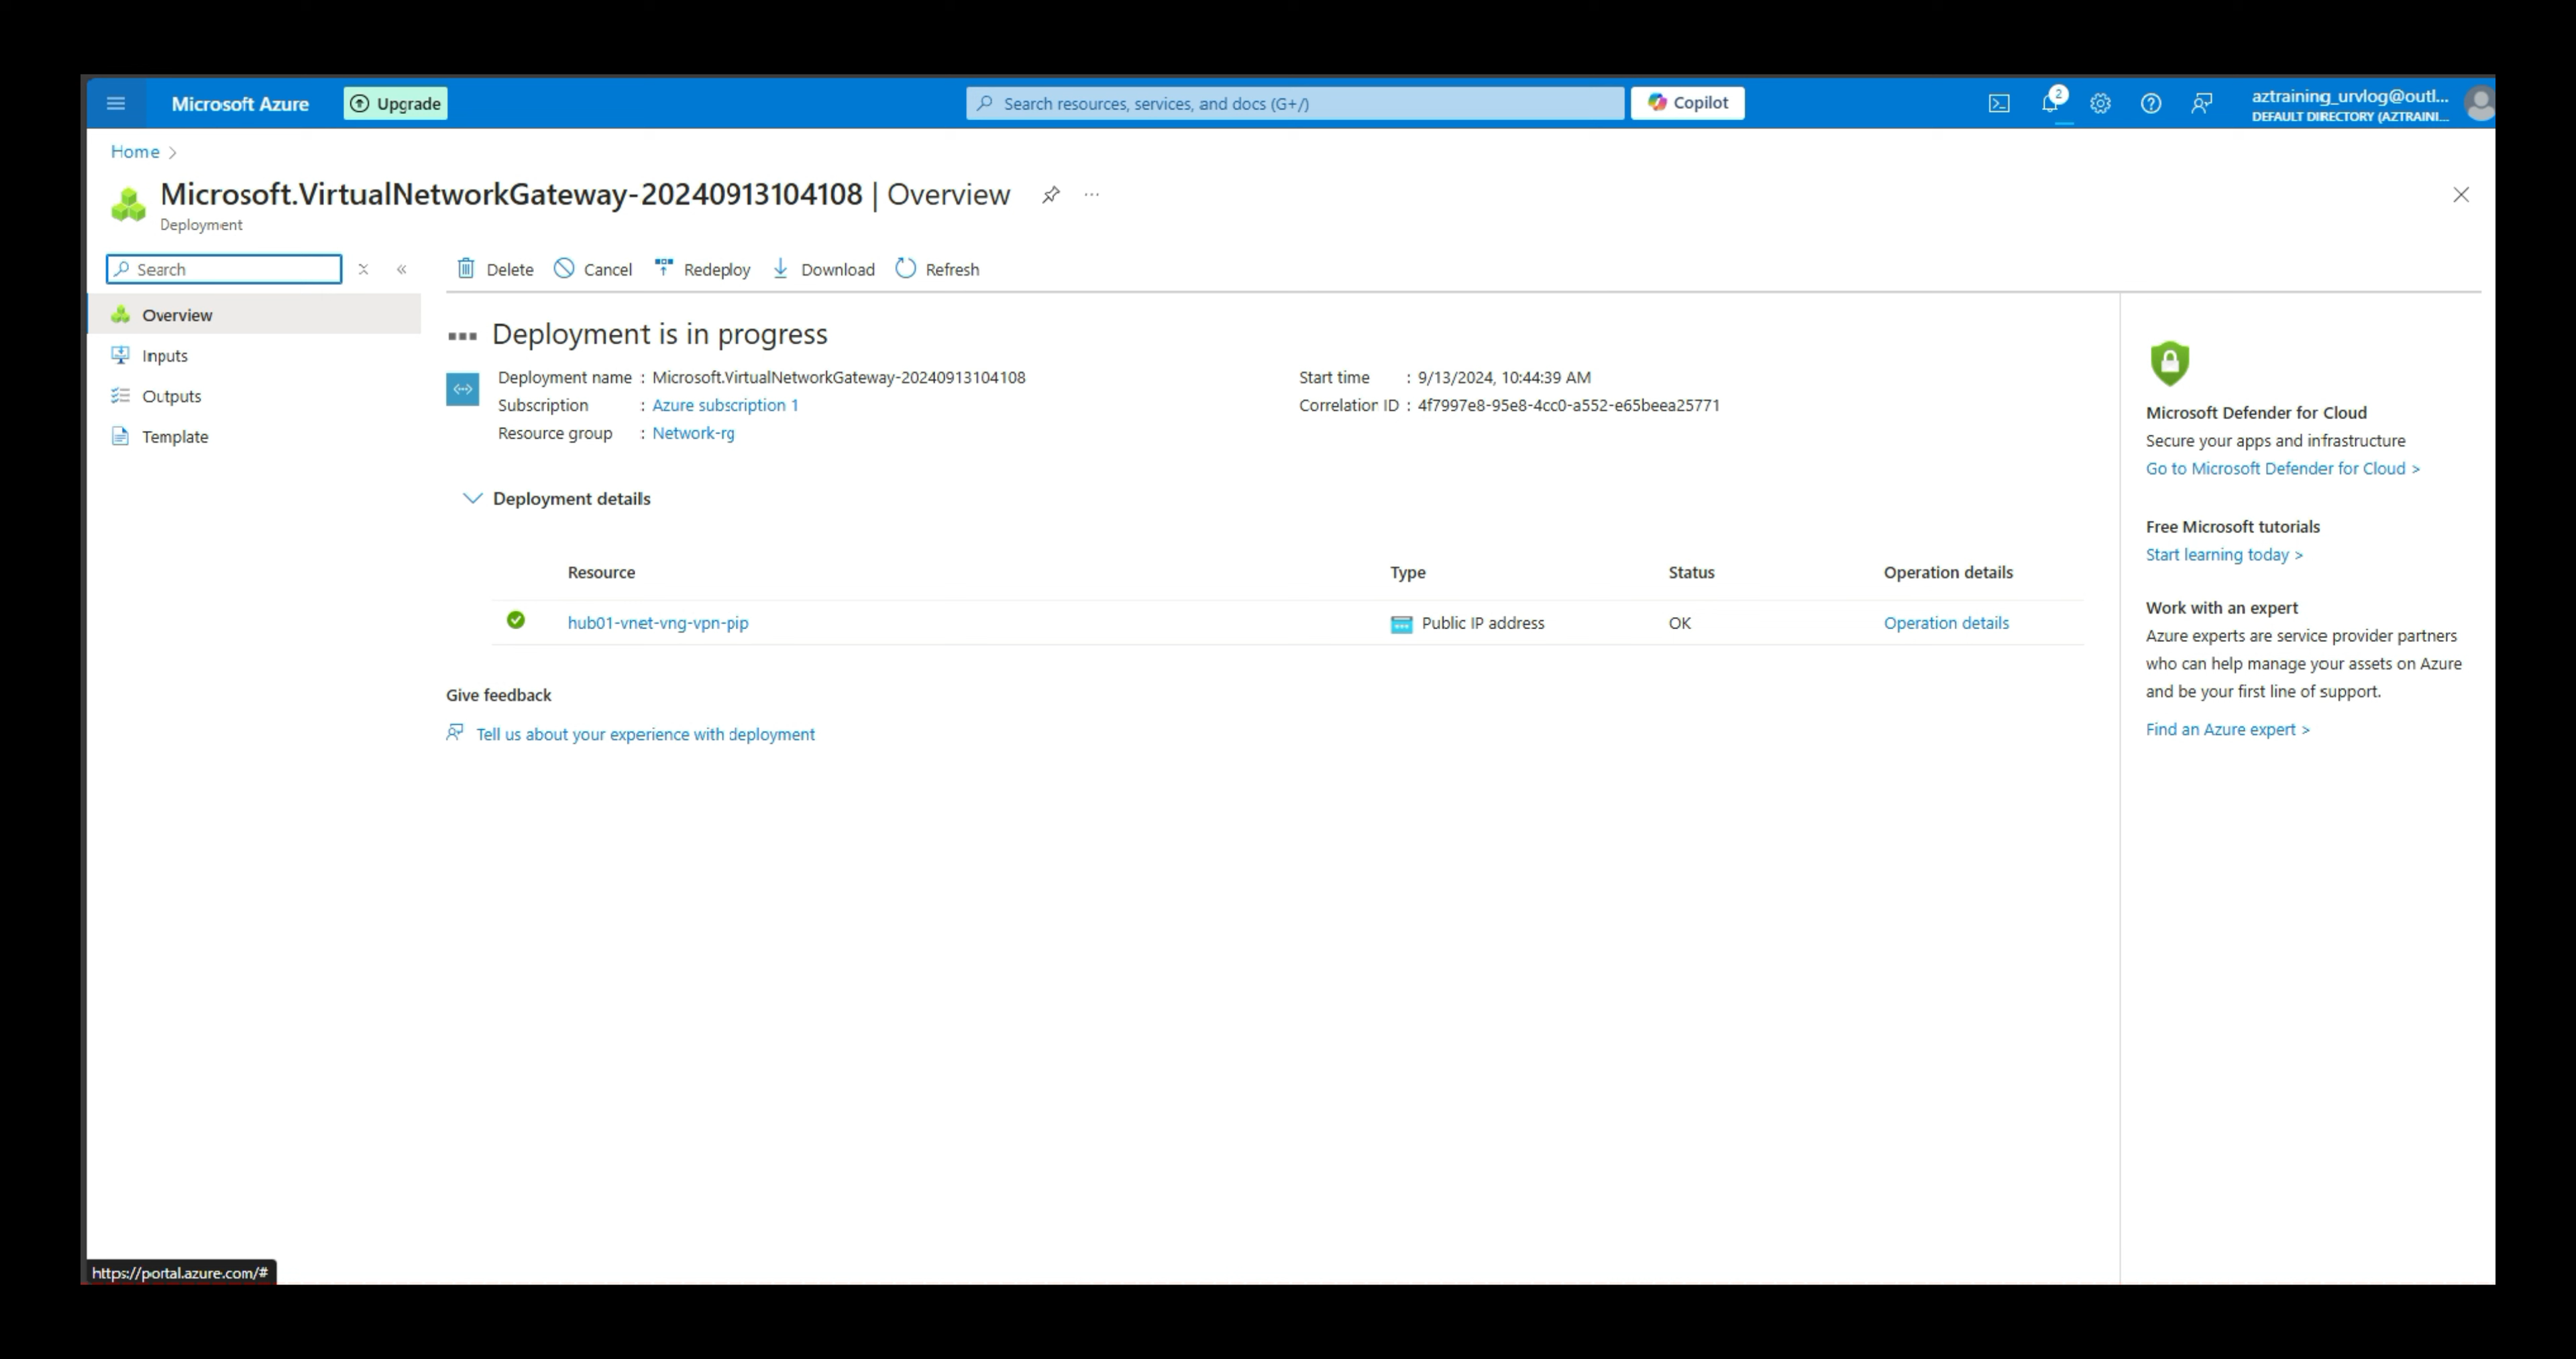 Microsoft Azure
Upgrade
Search resources, services, and docs (G+/)
Copilot
2
aztraining_urvlog@outl...
DEFAULT DIRECTORY (AZTRAINI...
Home >
Microsoft.VirtualNetworkGateway-20240913104108 | Overview
Deployment
Search
Delete
Cancel
Redeploy
Download
Refresh
Overview
Inputs
Outputs
Template
Deployment is in progress
Deployment name : Microsoft.VirtualNetworkGateway-20240913104108
Subscription : Azure subscription 1
Resource group : Network-rg
Start time : 9/13/2024, 10:44:39 AM
Correlation ID : 4f7997e8-95e8-4cc0-a552-e65beea25771
Deployment details
Resource Type Status Operation details
hub01-vnet-vng-vpn-pip Public IP address OK Operation details
Give feedback
Tell us about your experience with deployment
Microsoft Defender for Cloud
Secure your apps and infrastructure
Go to Microsoft Defender for Cloud >
Free Microsoft tutorials
Start learning today >
Work with an expert
Azure experts are service provider partners
who can help manage your assets on Azure
and be your first line of support.
Find an Azure expert >
https://portal.azure.com/#